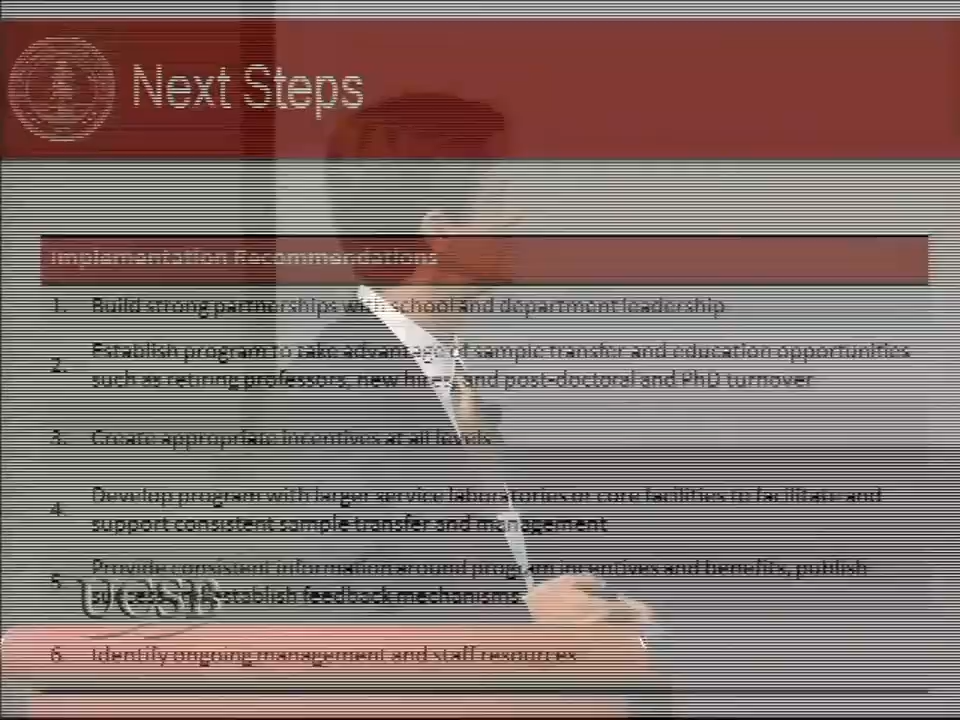 Next Steps
Implementation Recommendations
1. Build strong partnerships with school and department leadership
2. Establish program to take advantage of sample transfer and education opportunities
such as retiring professors, new hires, and post-doctoral and PhD turnover
3. Create appropriate incentives at all levels
4. Develop program with larger service laboratories or core facilities to facilitate and
support consistent sample transfer and management
5. Provide consistent information around program incentives and benefits, publish
establish feedback mechanisms
UCSB
6. Identify ongoing management and staff resources